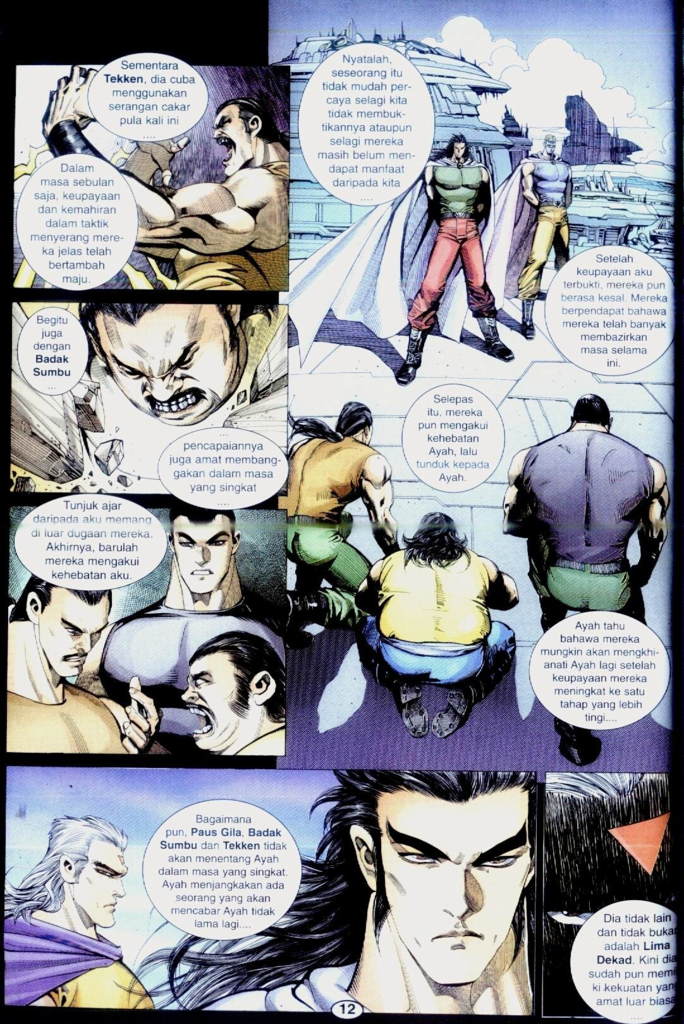 Sementara
Tekken, dia cuba
menggunakan
serangan cakar
pula kali ini
....
Dalam
masa sebulan
saja, keupayaan
dan kemahiran
dalam taktik
menyerang mere-
ka jelas telah
bertambah
maju.
Begitu
juga
dengan
Badak
Sumbu
....
....
pencapaiannya
juga amat membang-
gakan dalam masa
yang singkat
Tunjuk ajar
daripada aku memang
di luar dugaan mereka.
Akhirnya, barulah
mereka mengakui
kehebatan aku.
Nyatalah,
seseorang itu
tidak mudah per-
caya selagi kita
tidak membuk-
tikannya ataupun
selagi mereka
masih belum men-
dapat manfaat
daripada kita
Setelah
keupayaan aku
terbukti, mereka pun
berasa kesal. Mereka
berpendapat bahawa
mereka telah banyak
membazirkan
masa selama
ini.
Selepas
itu, mereka
pun mengakui
kehebatan
Ayah, lalu
tunduk kepada
Ayah.
Ayah tahu
bahawa mereka
mungkin akan mengkhi-
anati Ayah lagi setelah
mereka meningkat
ke satu
tahap yang lebih
tingi....
Bagaimana
pun, Paus Gila, Badak
Sumbu dan Tekken tidak
akan menentang Ayah
dalam masa yang singkat.
Ayah menjangkakan ada
seorang yang akan
mencabar Ayah tidak
lama lagi....
Dia tidak lain
dan tidak bukan
adalah Lima
Dekad. Kini dia
sudah pun memi
ki kekuatan yang
amat luar biasa
12